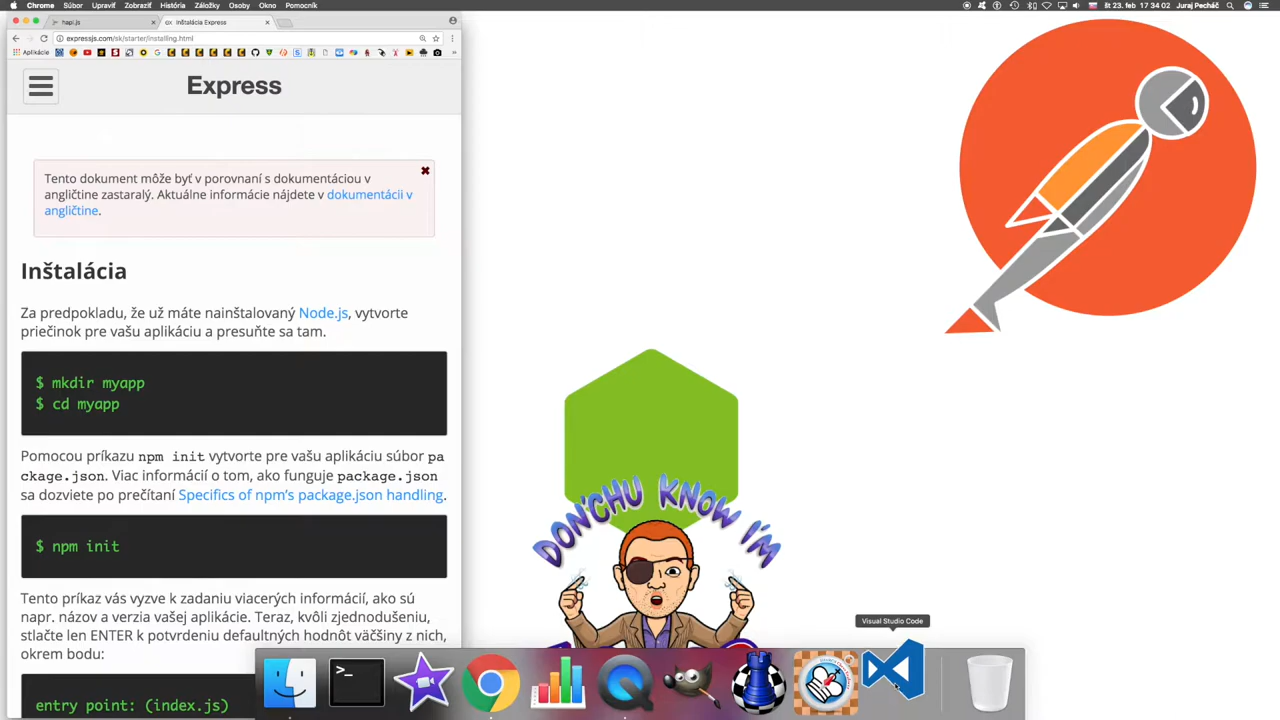 Chrome Súbor Upraviť Zobraziť História Záložky Osoby Okno Pomocník
št 23. feb 17 34 02 Juraj Pecháč
hapi.js
Inštalácia Express
expressjs.com/sk/starter/installing.html
Aplikácie
Express
Tento dokument môže byť v porovnaní s dokumentáciou v
angličtine zastaralý. Aktuálne informácie nájdete v dokumentácii v
angličtine.
Inštalácia
Za predpokladu, že už máte nainštalovaný Node.js, vytvorte
priečinok pre vašu aplikáciu a presuňte sa tam.
$ mkdir myapp
$ cd myapp
Pomocou príkazu npm init vytvorte pre vašu aplikáciu súbor pa
ckage.json. Viac informácií o tom, ako funguje package.json
sa dozviete po prečítaní Specifics of npm’s package.json handling.
$ npm init
Tento príkaz vás vyzve k zadaniu viacerých informácií, ako sú
napr. názov a verzia vašej aplikácie. Teraz, kvôli zjednodušeniu,
stlačte len ENTER k potvrdeniu defaultných hodnôt väčšiny z nich,
okrem bodu:
entry point: (index.js)
DON'CHU KNOW I'M
Visual Studio Code
>_